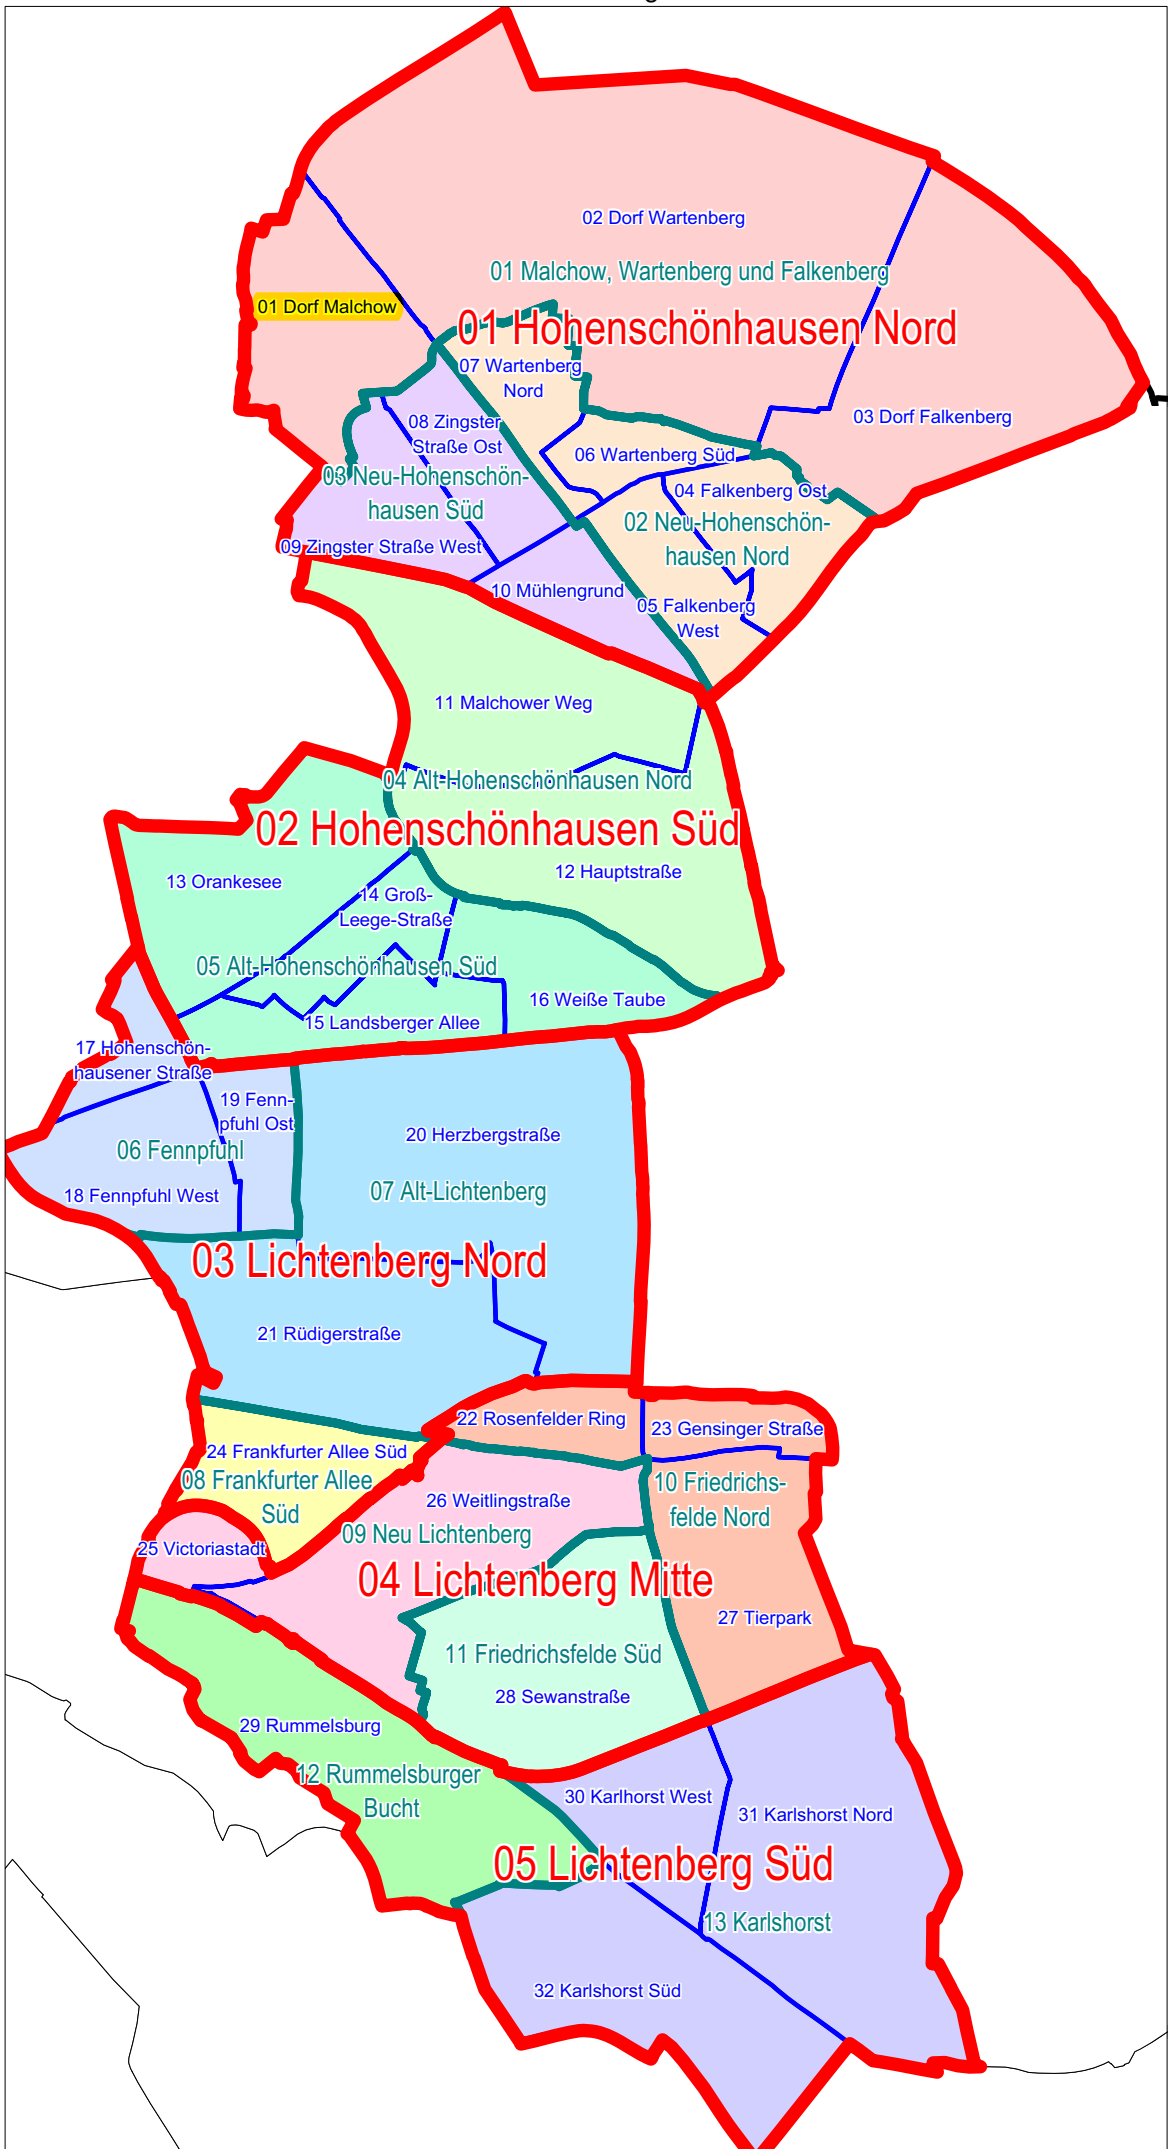 02 Dorf Wartenberg
01 Malchow, Wartenberg und Falkenberg
01 Dorf Malchow
01 Hohenschönhausen Nord
07 Wartenberg
Nord
03 Dorf Falkenberg
08 Zingster
Straße Ost
06 Wartenberg Süd
03 Neu-Hohenschön-
hausen Süd
04 Falkenberg Ost
02 Neu-Hohenschön-
hausen Nord
09 Zingster Straße West
10 Mühlengrund
05 Falkenberg
West
11 Malchower Weg
04 Alt-Hohenschönhausen Nord
02 Hohenschönhausen Süd
12 Hauptstraße
13 Orankesee
14 Groß-
Leege-Straße
05 Alt-Hohenschönhausen Süd
16 Weiße Taube
15 Landsberger Allee
17 Hohenschön-
hausener Straße
19 Fenn-
pfuhl Ost
20 Herzbergstraße
06 Fennpfuhl
18 Fennpfuhl West
07 Alt-Lichtenberg
03 Lichtenberg Nord
21 Rüdigerstraße
22 Rosenfelder Ring
23 Gensinger Straße
24 Frankfurter Allee Süd
08 Frankfurter Allee
Süd
10 Friedrichs-
felde Nord
26 Weitlingstraße
09 Neu Lichtenberg
25 Victoriastadt
04 Lichtenberg Mitte
27 Tierpark
11 Friedrichsfelde Süd
28 Sewanstraße
29 Rummelsburg
12 Rummelsburger
Bucht
30 Karlhorst West
31 Karlshorst Nord
05 Lichtenberg Süd
13 Karlshorst
32 Karlshorst Süd